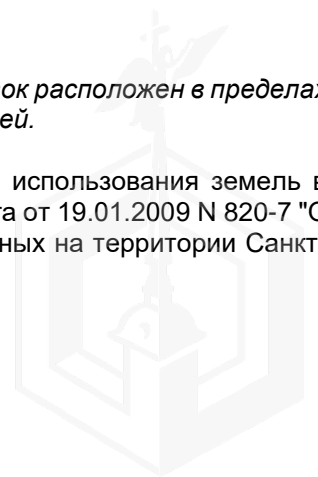 ок расположен в пределах
ей.
использования земель в
та от 19.01.2009 N 820-7 "О
ных на территории Санкт